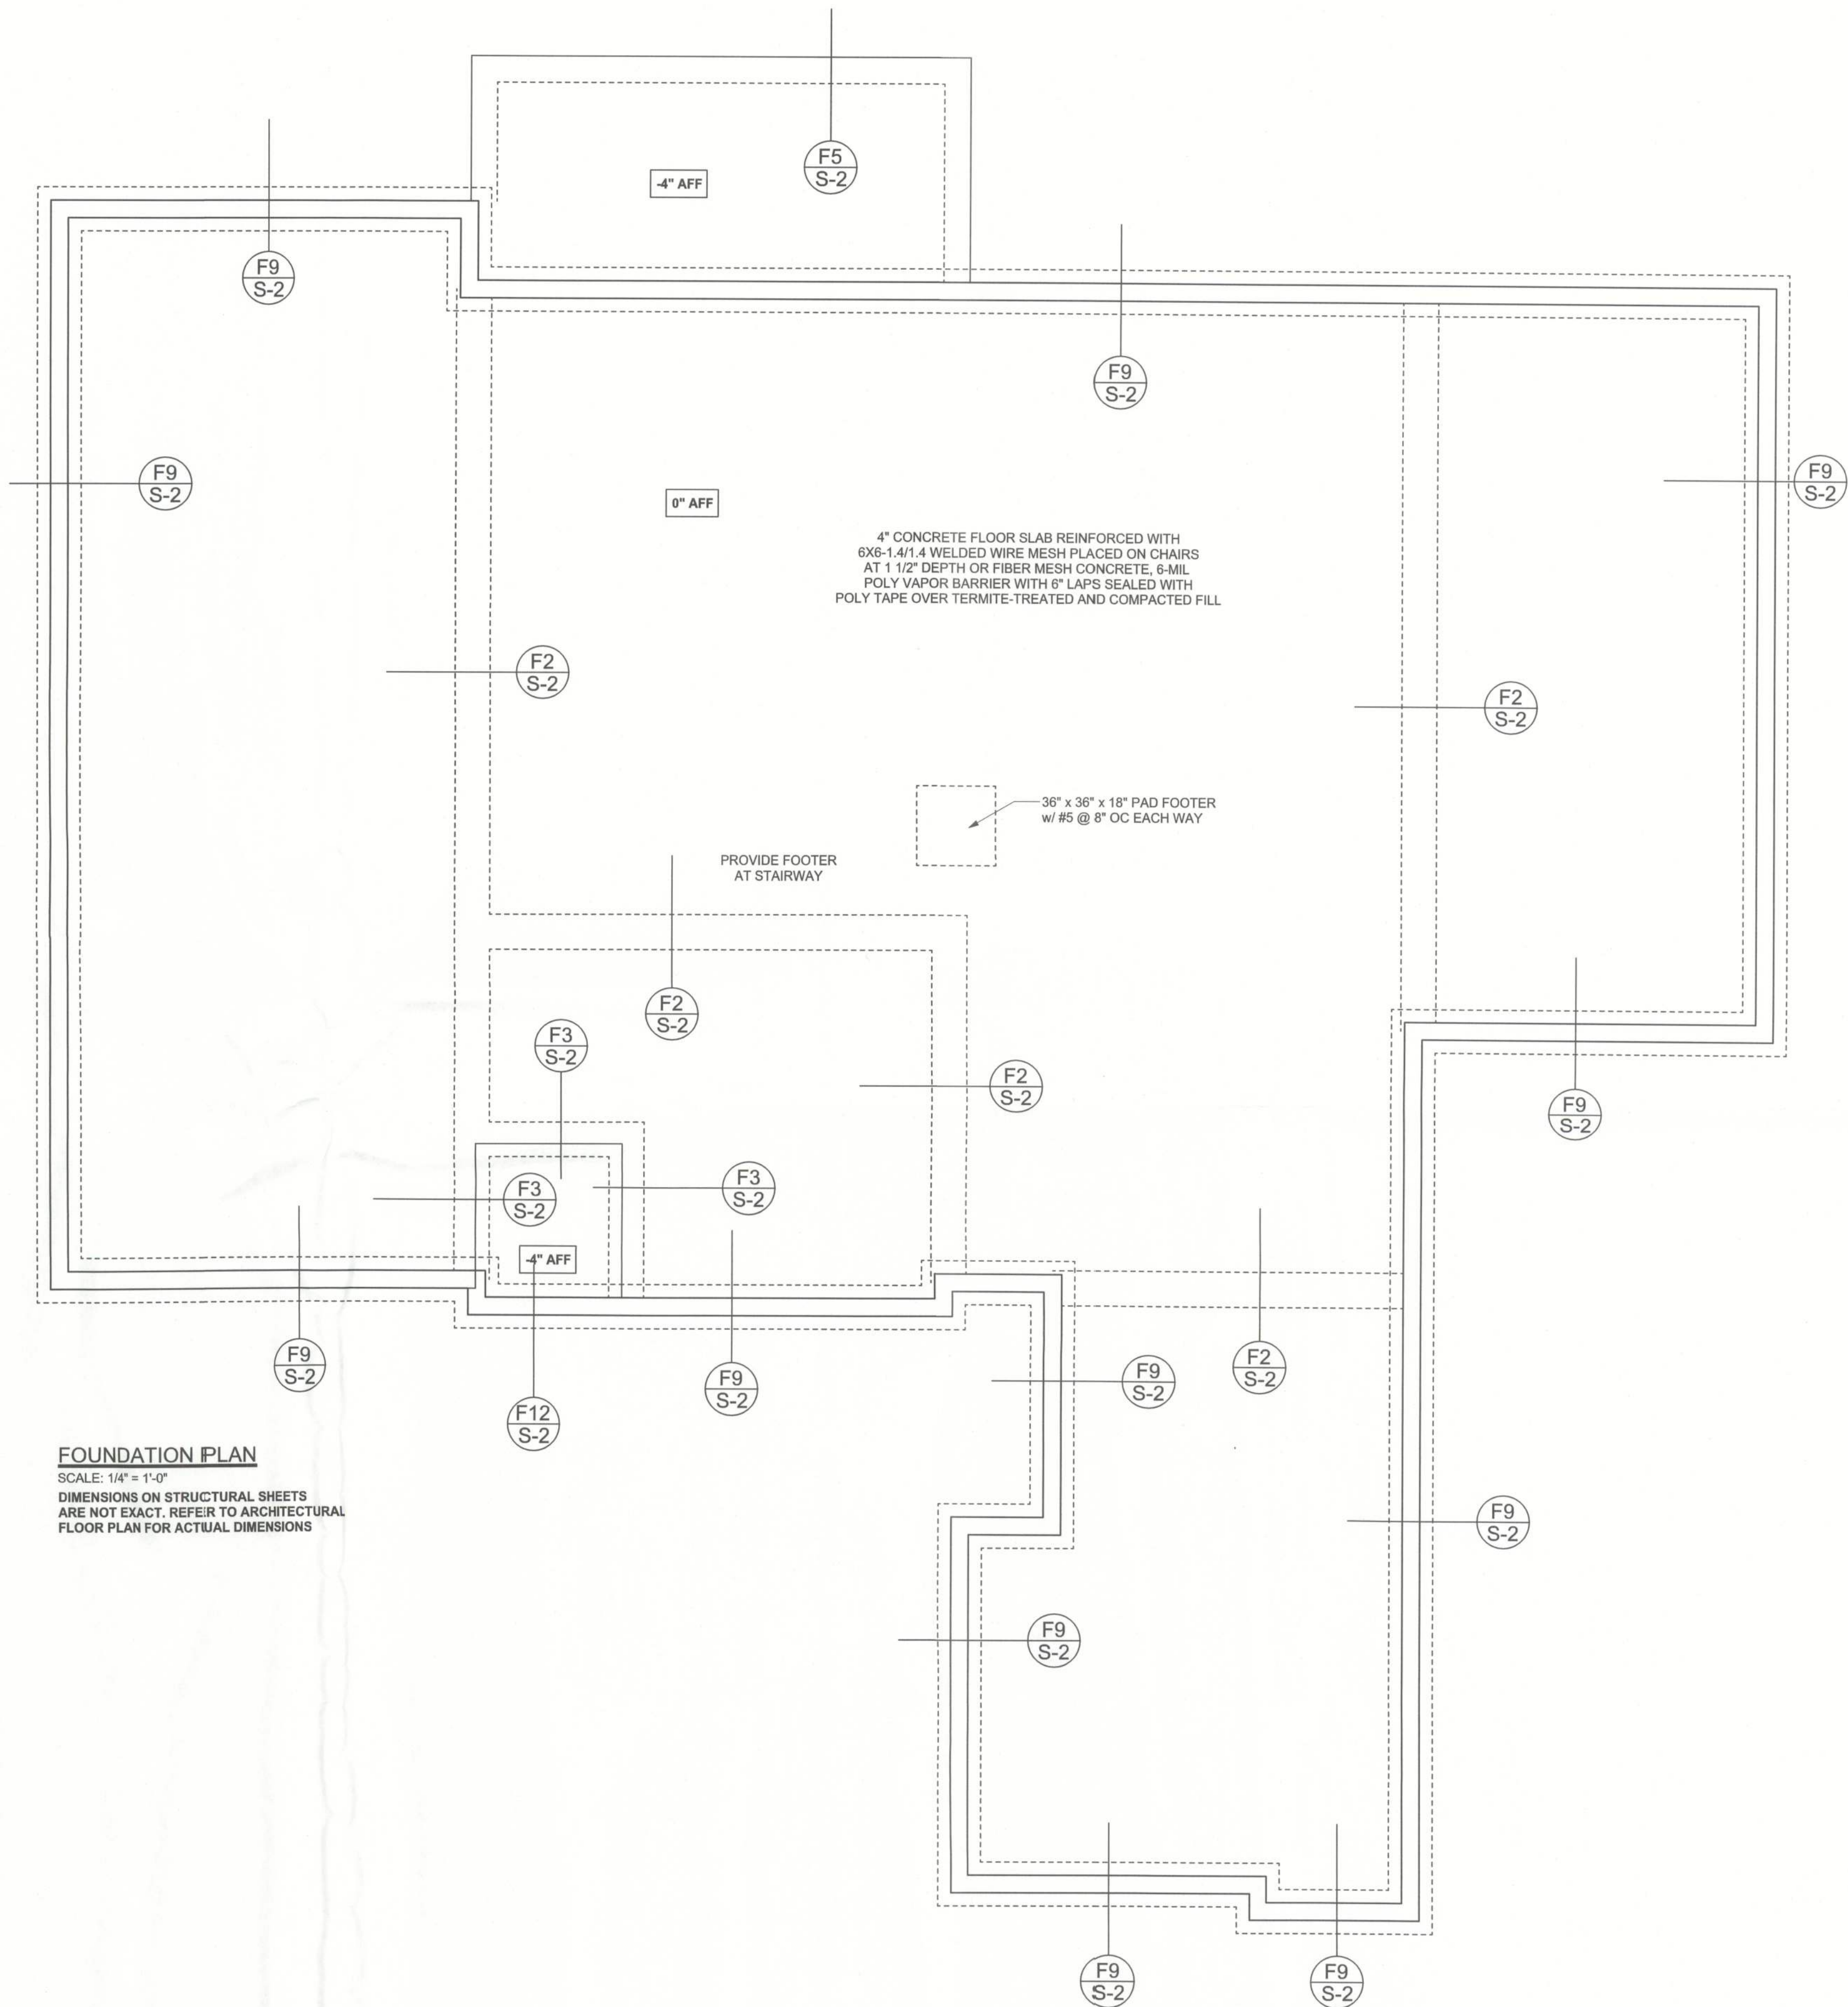 F5
S-2
-4" AFF
F9
S-2
F9
S-2
F9
S-2
F9
S-2
0" AFF
4" CONCRETE FLOOR SLAB REINFORCED WITH
6X6-1.4/1.4 WELDED WIRE MESH PLACED ON CHAIRS
AT 1 1/2" DEPTH OR FIBER MESH CONCRETE, 6-MIL
POLY VAPOR BARRIER WITH 6" LAPS SEALED WITH
POLY TAPE OVER TERMITE-TREATED AND COMPACTED FILL
F2
S-2
F2
S-2
36" x 36" x 18" PAD FOOTER
w/ #5 @ 8" OC EACH WAY
PROVIDE FOOTER
AT STAIRWAY
F2
S-2
F3
S-2
F2
S-2
F9
S-2
F3
S-2
F3
S-2
-4" AFF
F9
S-2
F12
S-2
F9
S-2
F9
S-2
F2
S-2
FOUNDATION PLAN
SCALE: 1/4" = 1'-0"
DIMENSIONS ON STRUCTURAL SHEETS
ARE NOT EXACT. REFER TO ARCHITECTURAL
FLOOR PLAN FOR ACTUAL DIMENSIONS
F9
S-2
F9
S-2
F9
S-2
F9
S-2